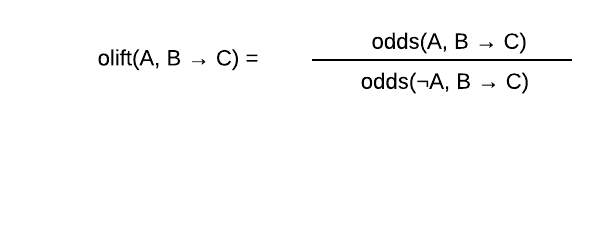 odds(A, B → C)
olift(A, B → C) =
odds(¬A, B → C)